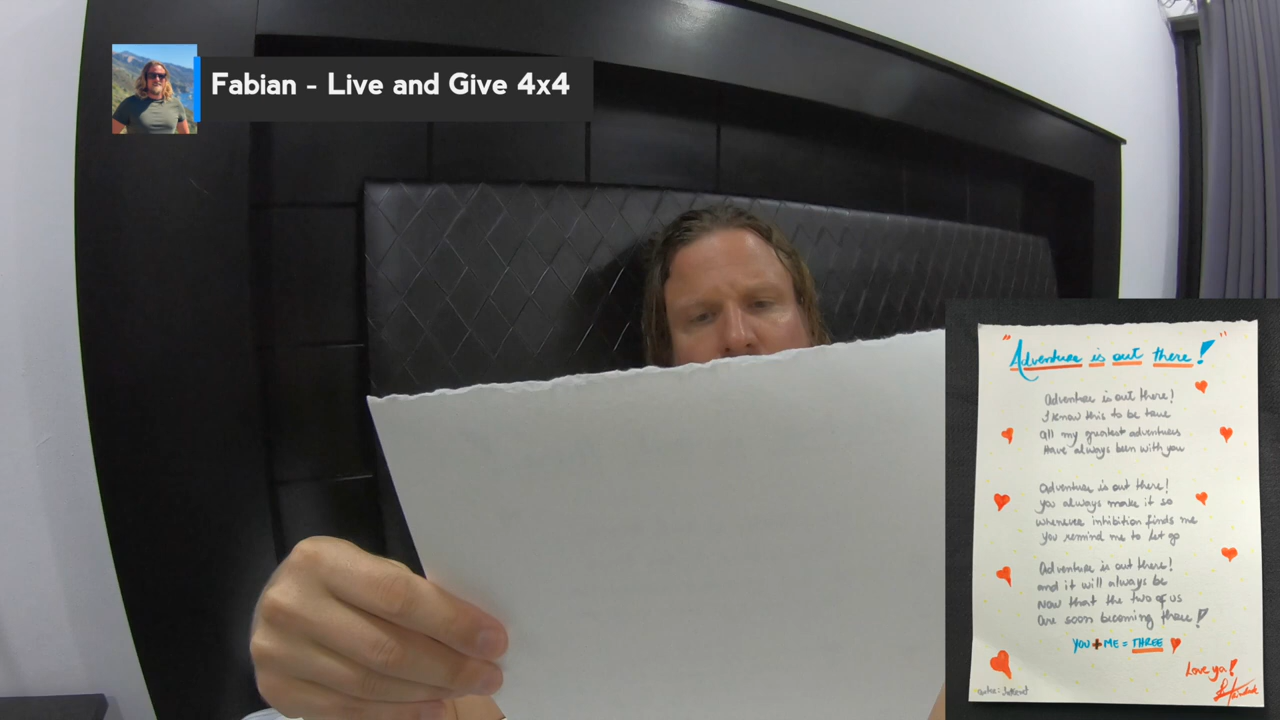 Fabian - Live and Give 4x4
"Adventure is out there!"
Adventure is out there!
I know this to be true
All my greatest adventures
Have always been with you
Adventure is out there!
You always make it so
whenever inhibition finds me
You remind me to let go
Adventure is out there!
and it will always be
Now that the two of us
are soon becoming three!
YOU + ME = THREE
Love ya!